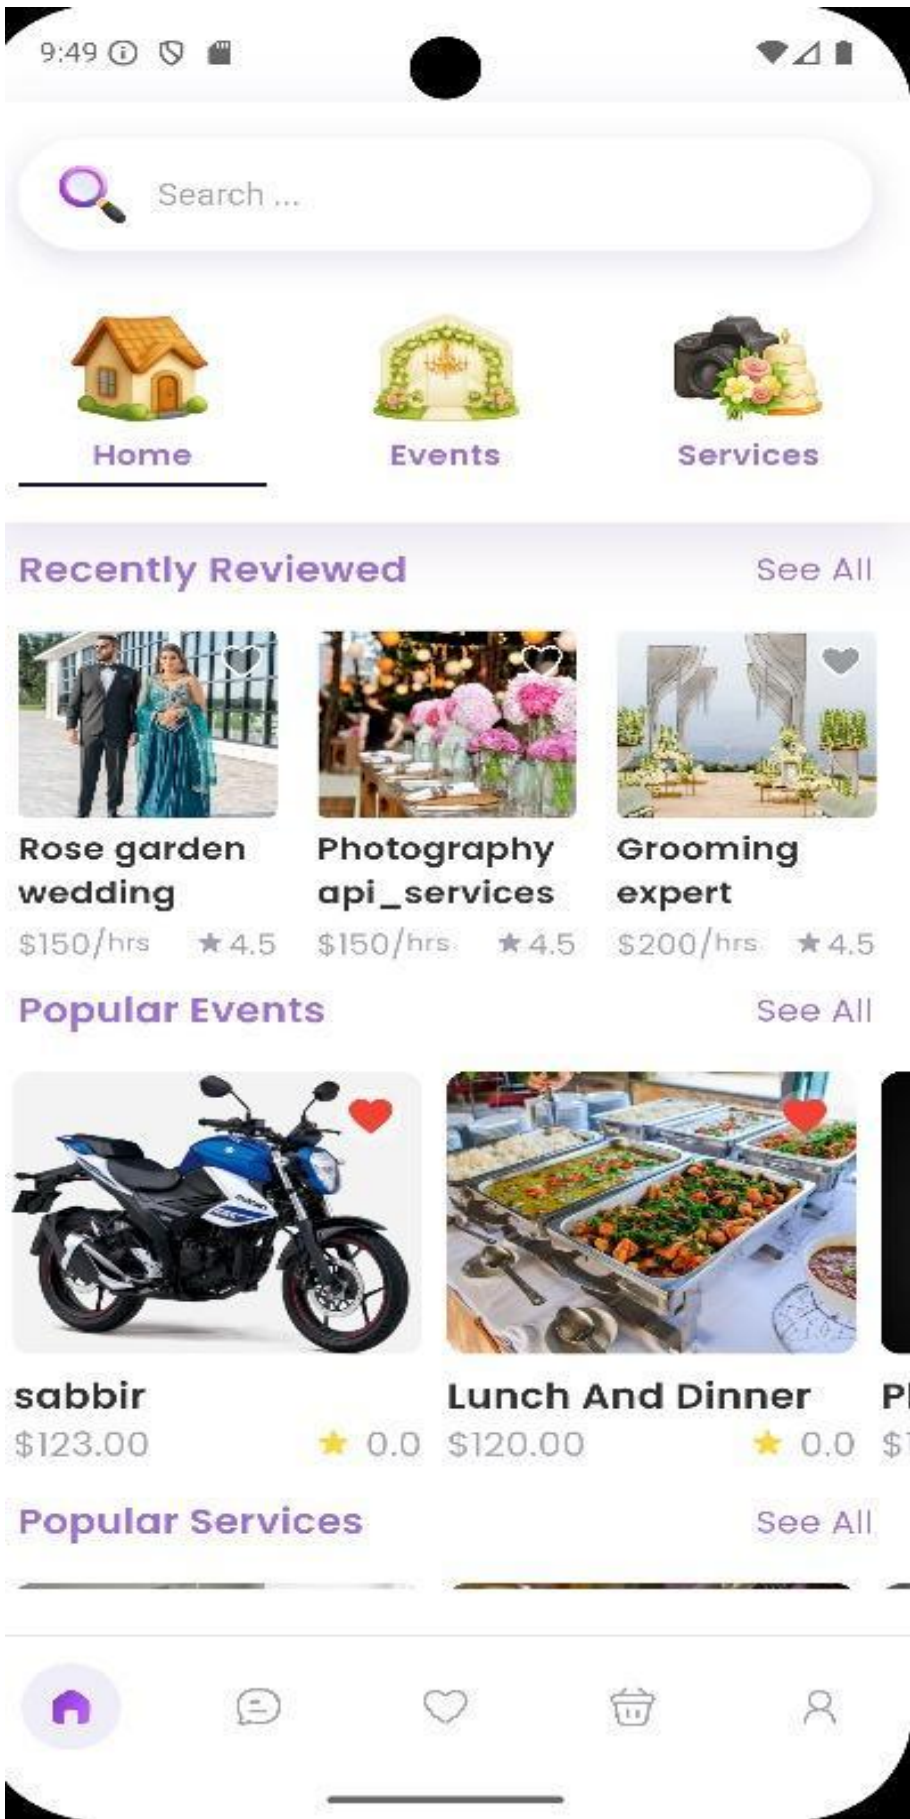 9:49
Search ...
Home Events Services
Recently Reviewed See All
Rose garden Photography Grooming
wedding api_services expert
$150/hrs ★ 4.5 $150/hrs ★ 4.5 $200/hrs ★ 4.5
Popular Events See All
sabbir Lunch And Dinner
$123.00 ★ 0.0 $120.00 ★ 0.0
Popular Services See All